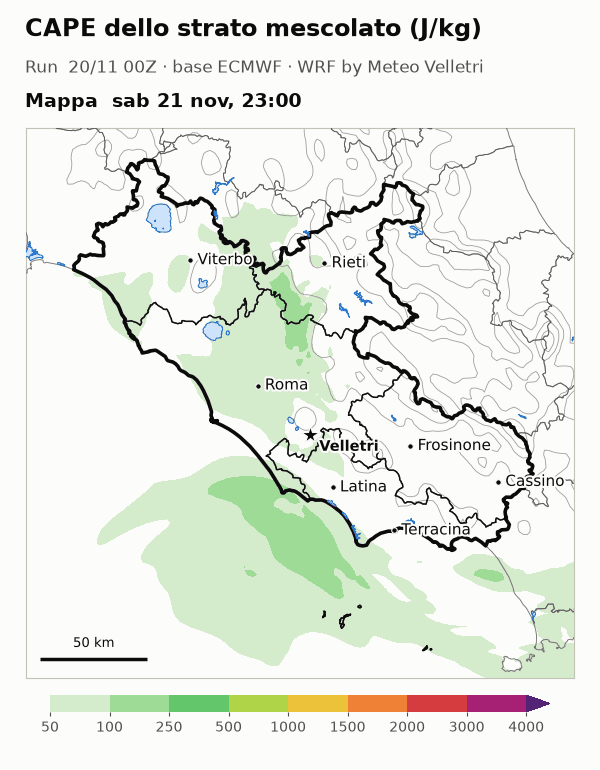 CAPE dello strato mescolato (J/kg)
Run  20/11 00Z · base ECMWF · WRF by Meteo Velletri
Mappa  sab 21 nov, 23:00
Viterbo
Rieti
Roma
Velletri
Frosinone
Cassino
Latina
Terracina
50 km
50 100 250 500 1000 1500 2000 3000 4000